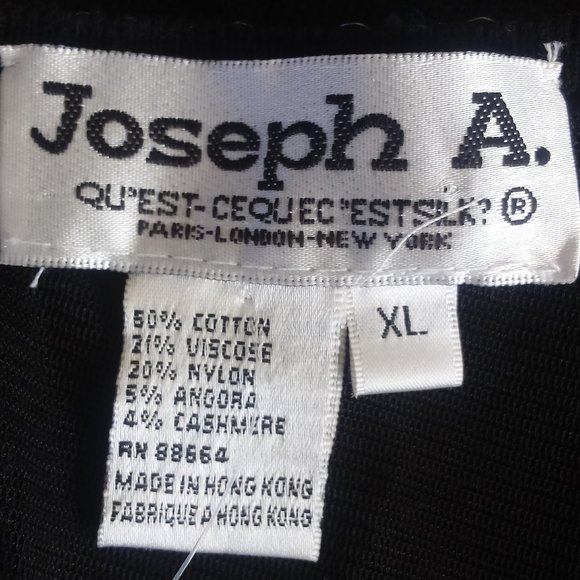 Joseph A.
QU'EST-CEQUEC'ESTSILK? ®
PARIS-LONDON-NEW YORK
XL
50% COTTON
21% VISCOSE
20% NYLON
5% ANGORA
4% CASHMERE
RN 88664
MADE IN HONG KONG
FABRIQUE A HONG KONG